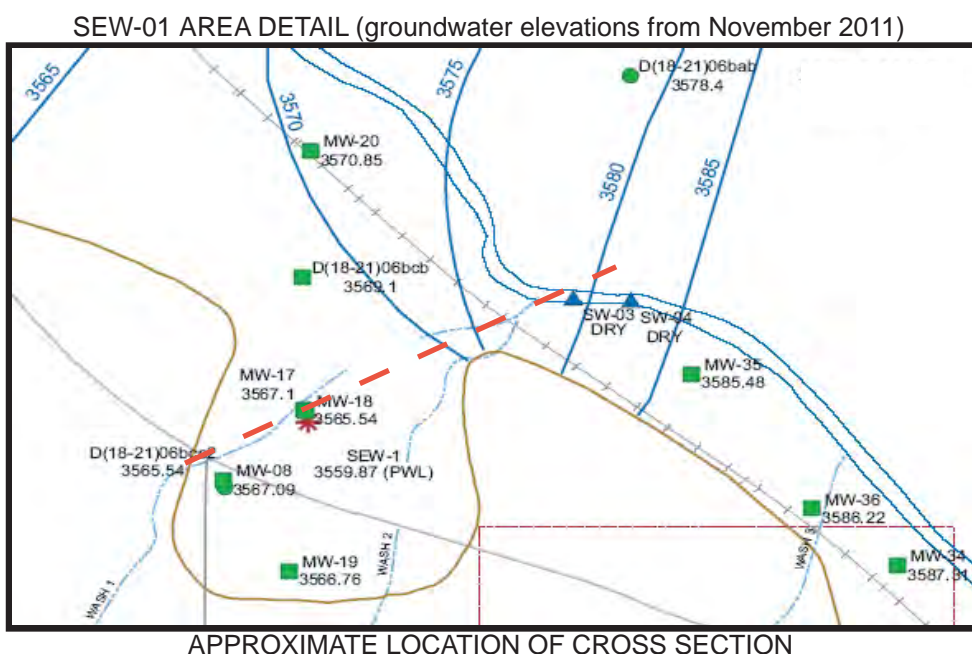 SEW-01 AREA DETAIL (groundwater elevations from November 2011)
3565
3570
3575
D(18-21)06bab
3578.4
MW-20
3570.85
3580
3585
D(18-21)06bcb
3569.1
SW-03
DRY
SW-04
DRY
MW-35
3585.48
MW-17
3567.1
MW-18
3565.54
SEW-1
3559.87 (PWL)
3565.54
MW-08
3567.09
MW-19
3566.76
WASH 1
WASH 2
WASH 3
MW-36
3586.22
MW-34
3587.31
APPROXIMATE LOCATION OF CROSS SECTION